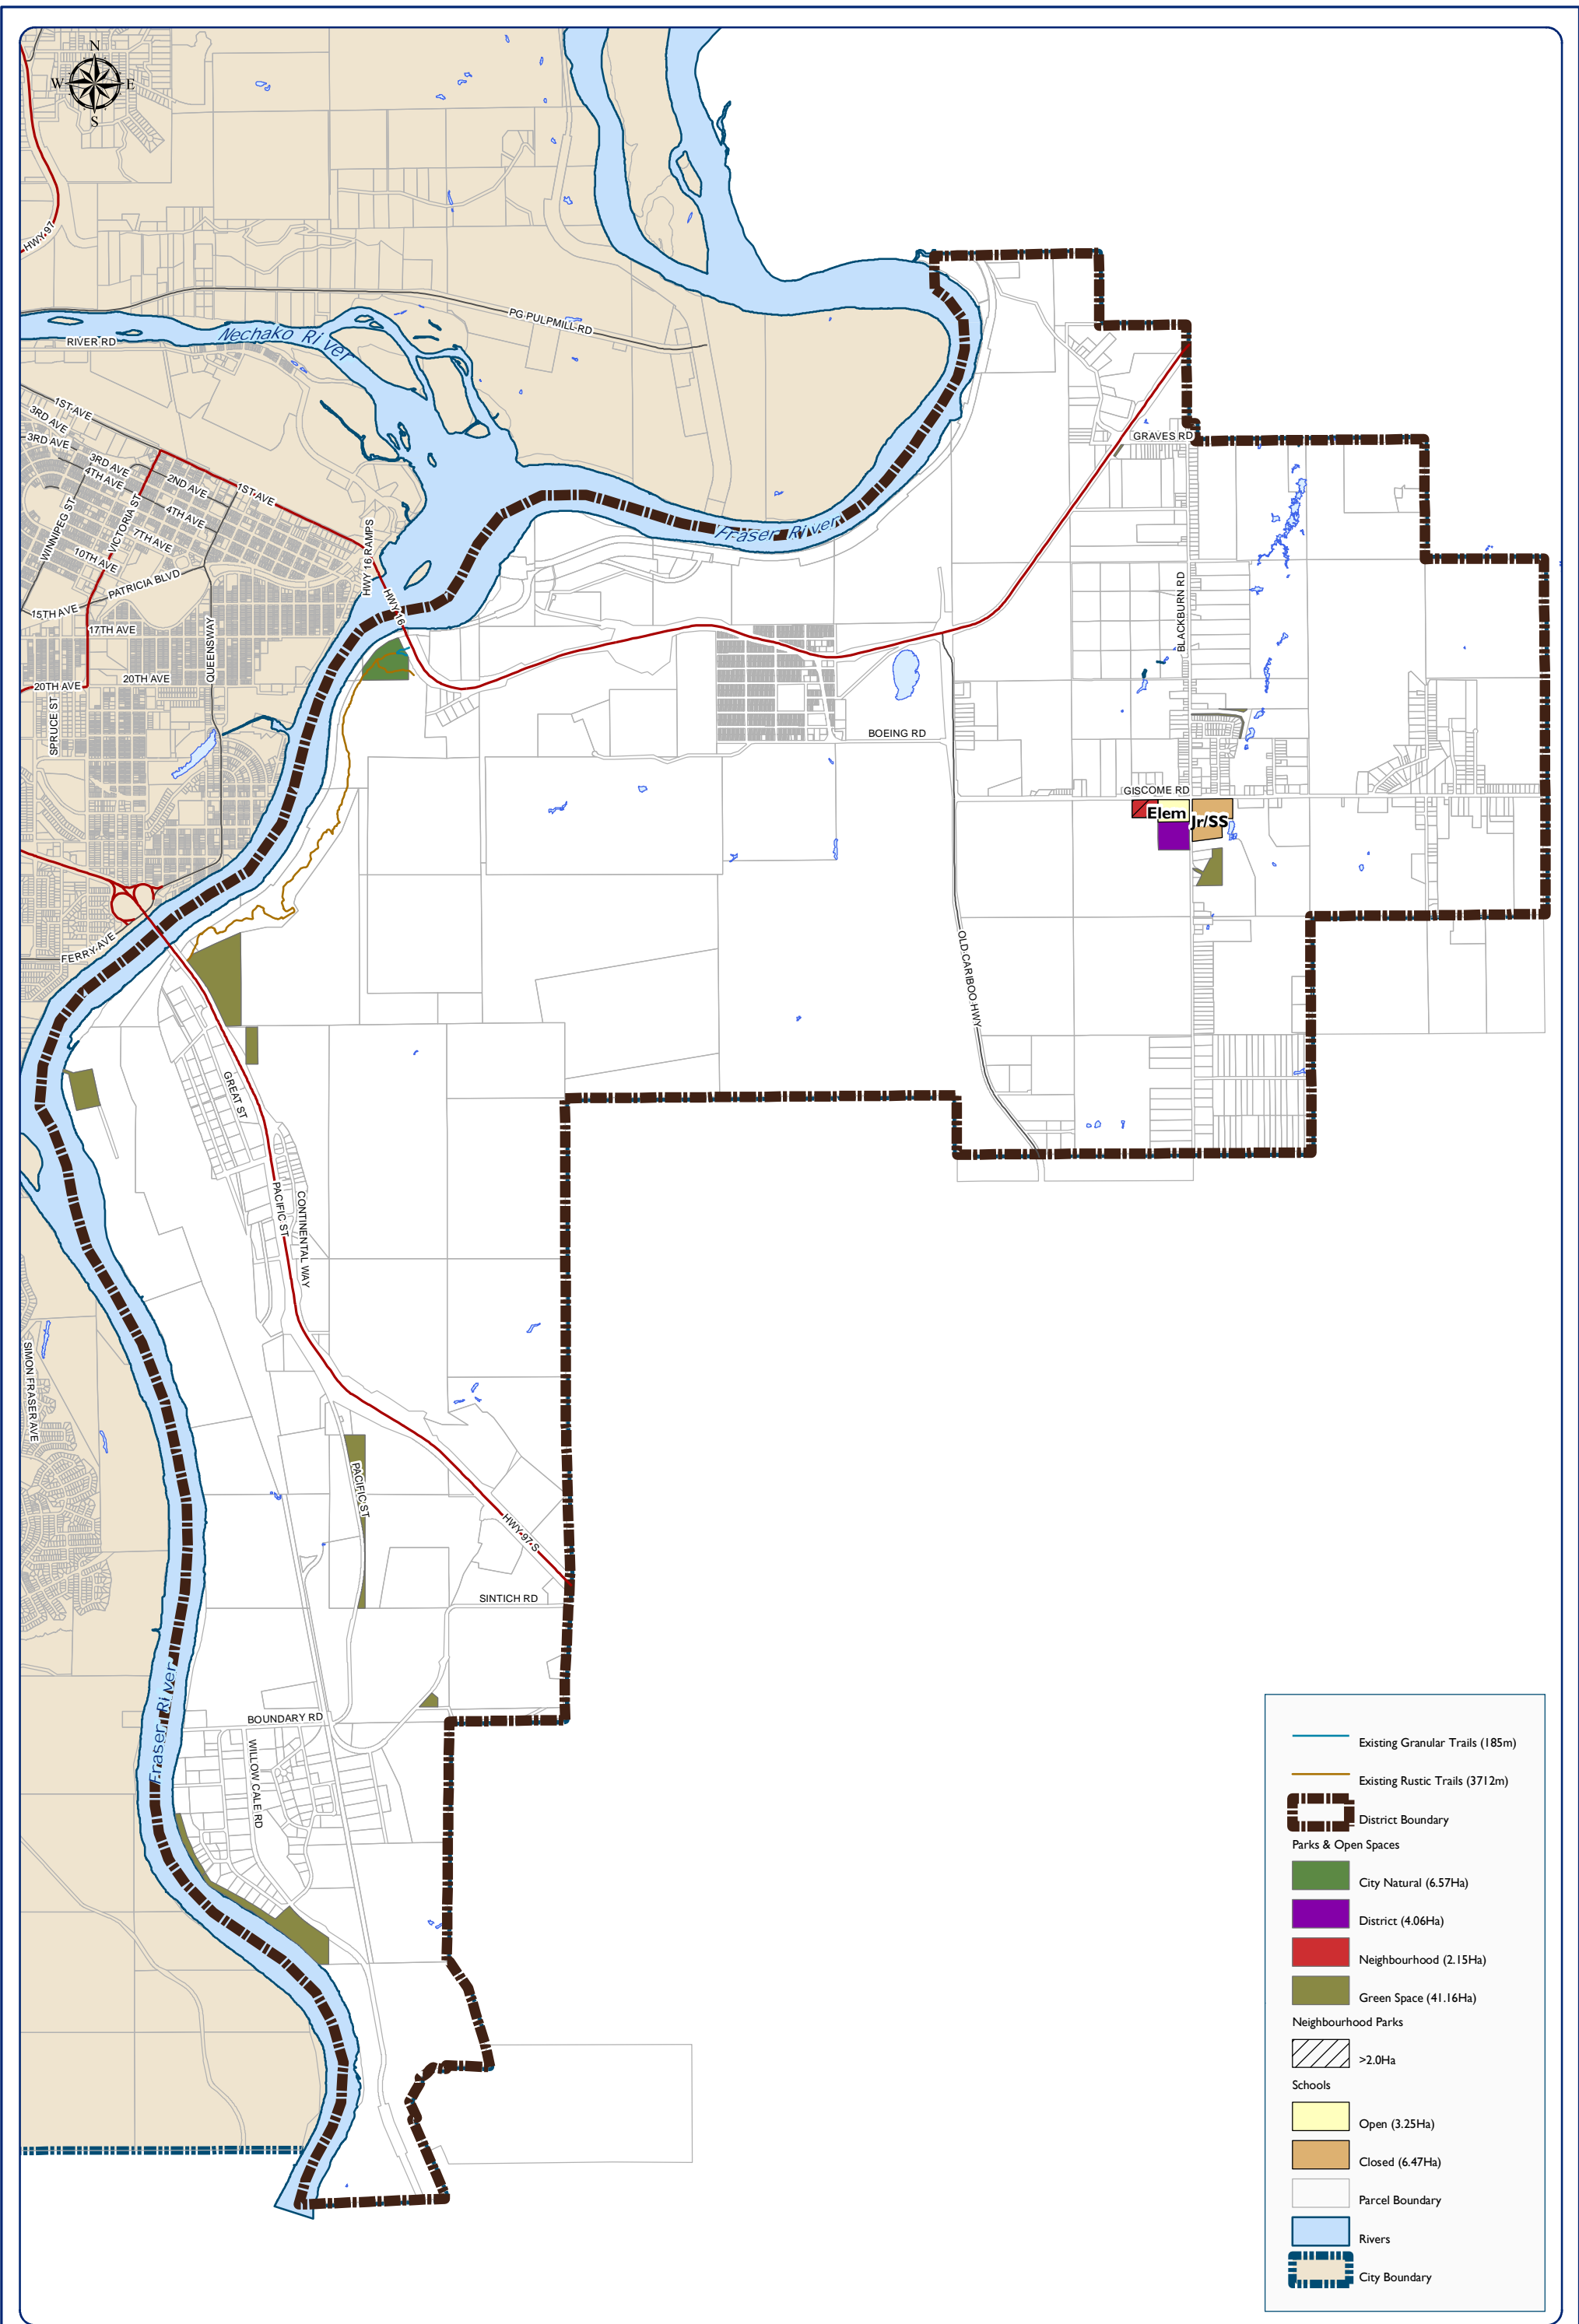 N
W
E
S
HWY 97
PG PULPMILL RD
Nechako River
RIVER RD
1ST AVE
3RD AVE
3RD AVE
3RD AVE
4TH AVE
2ND AVE
1ST AVE
4TH AVE
WINNIPEG ST
VICTORIA ST
7TH AVE
10TH AVE
PATRICIA BLVD
15TH AVE
17TH AVE
HWY 16 RAMPS
HWY 16
QUEENSWAY
20TH AVE
20TH AVE
SPRUCE ST
Fraser River
GRAVES RD
BLACKBURN RD
BOEING RD
GISCOME RD
Elem
Jr/SS
FERRY AVE
OLD CARIBOO HWY
GREAT ST
PACIFIC ST
CONTINENTAL WAY
SIMON FRASER AVE
PACIFIC ST
HWY 97 S
SINTICH RD
Fraser River
BOUNDARY RD
WILLOW CALE RD
Existing Granular Trails (185m)
Existing Rustic Trails (3712m)
District Boundary
Parks & Open Spaces
City Natural (6.57Ha)
District (4.06Ha)
Neighbourhood (2.15Ha)
Green Space (41.16Ha)
Neighbourhood Parks
>2.0Ha
Schools
Open (3.25Ha)
Closed (6.47Ha)
Parcel Boundary
Rivers
City Boundary